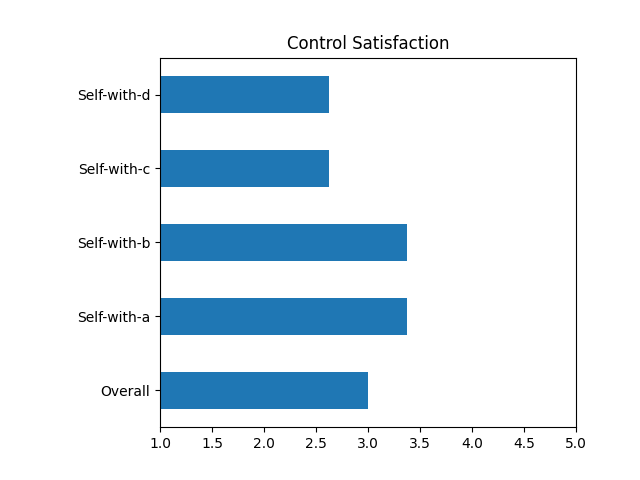 Control Satisfaction
Self-with-d
Self-with-c
Self-with-b
Self-with-a
Overall
1.0 1.5 2.0 2.5 3.0 3.5 4.0 4.5 5.0